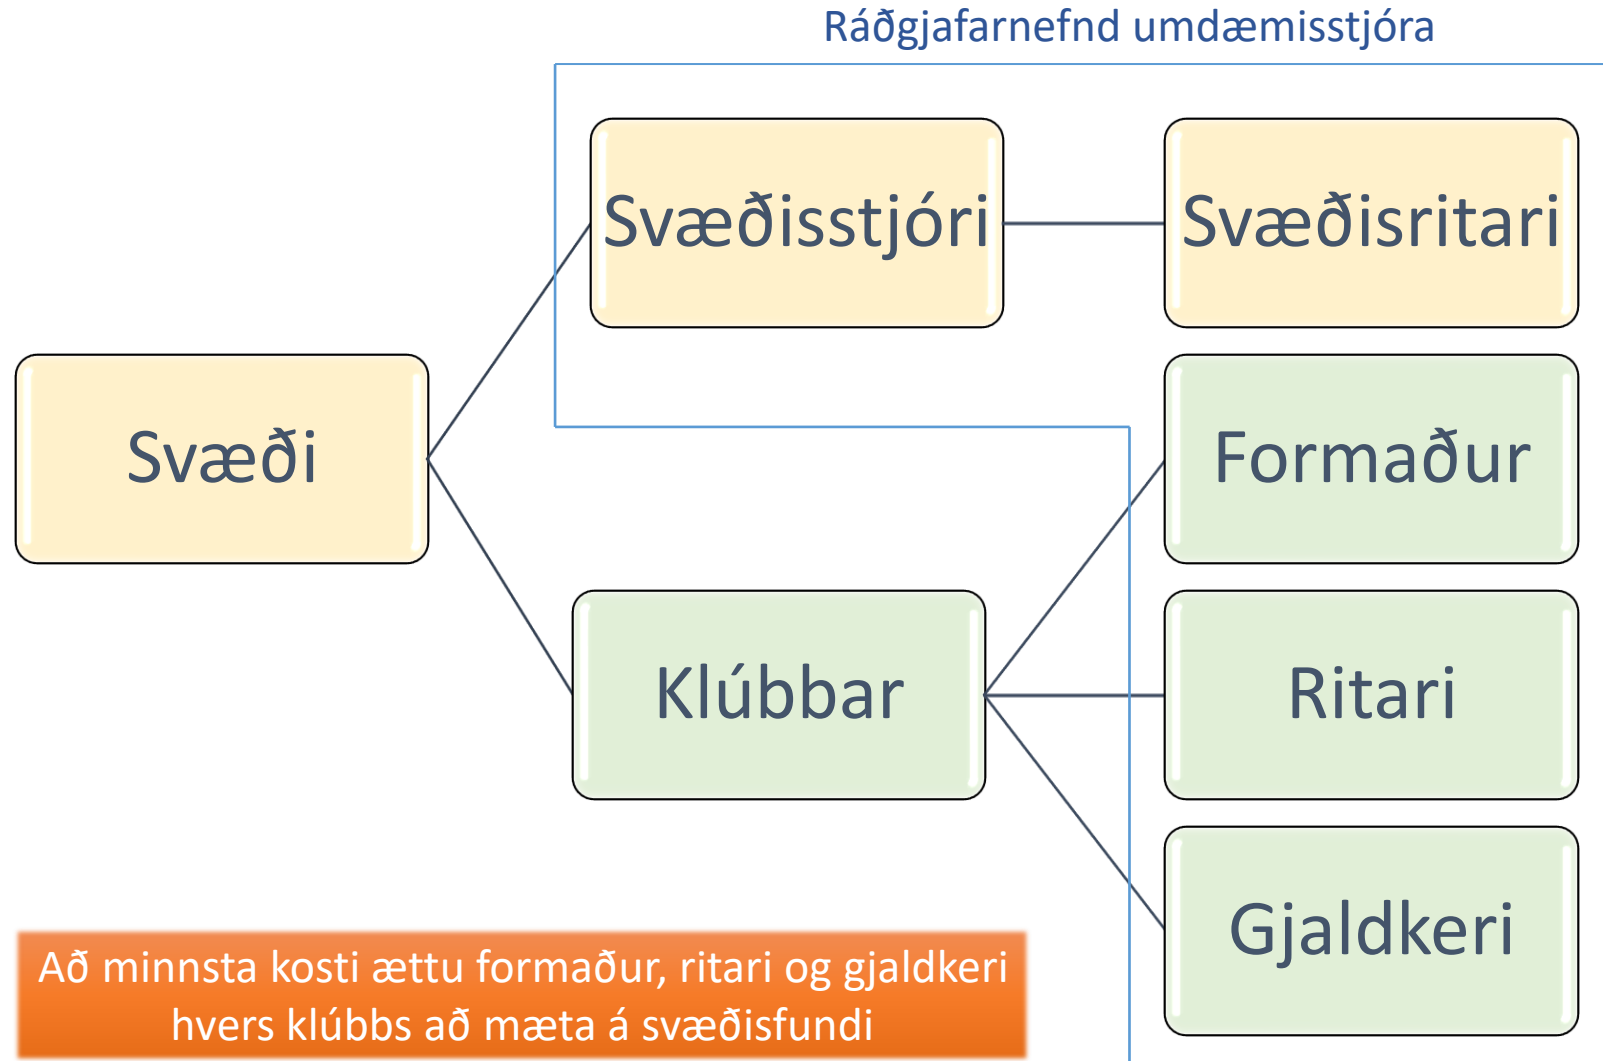 Ráðgjafarnefnd umdæmisstjóra
Svæðisstjóri
Svæðisritari
Svæði
Formaður
Klúbbar
Ritari
Gjaldkeri
Að minnsta kosti ættu formaður, ritari og gjaldkeri
hvers klúbbs að mæta á svæðisfundi